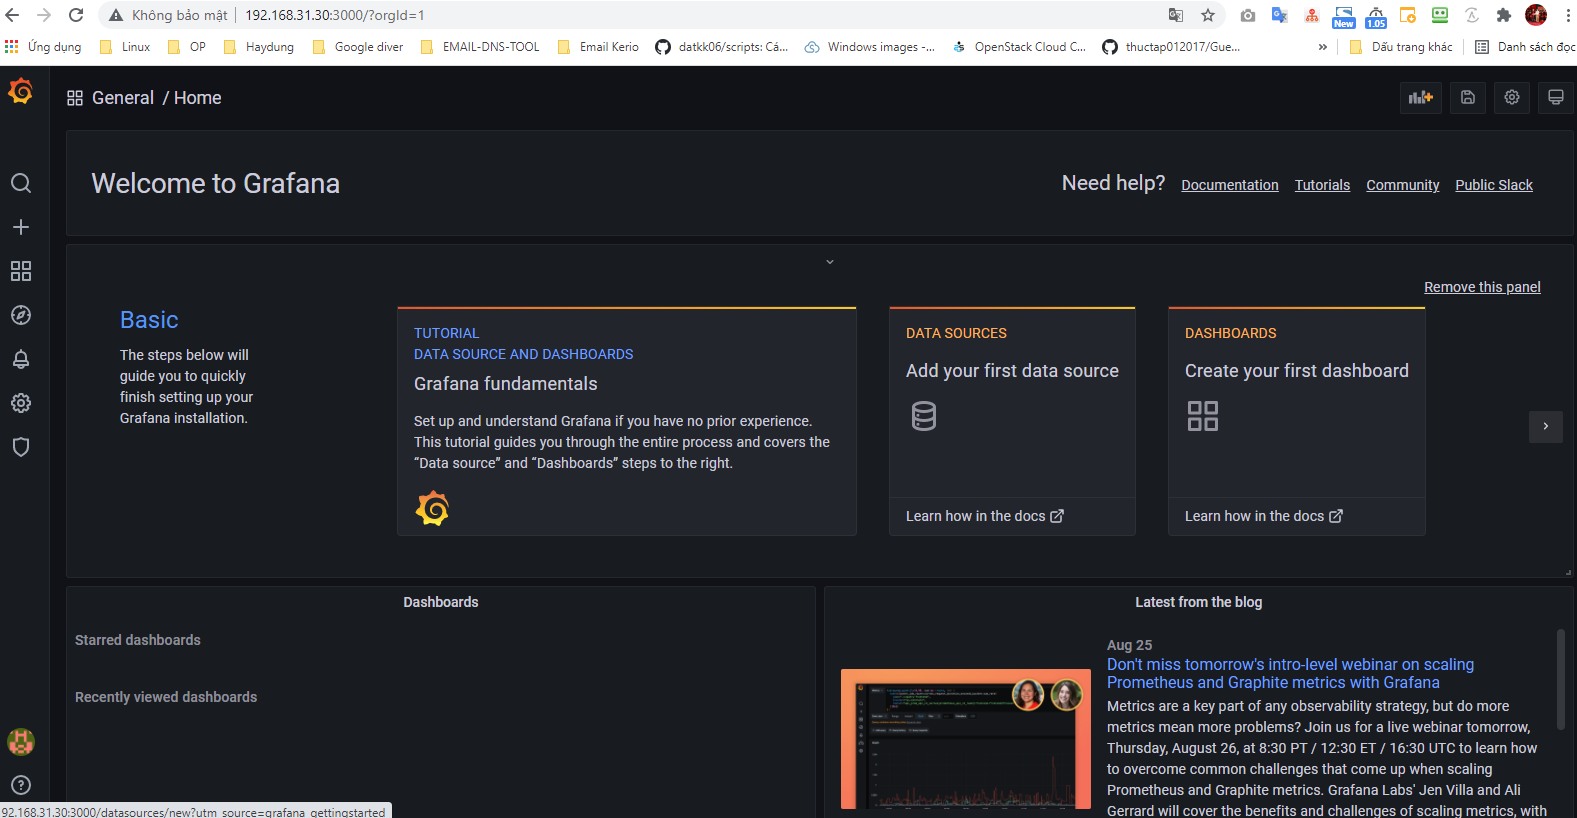 Không bảo mật
192.168.31.30:3000/?orgId=1
New
1.05
Ứng dụng
Linux
OP
Haydung
Google diver
EMAIL-DNS-TOOL
Email Kerio
datkk06/scripts: Cá...
Windows images -...
OpenStack Cloud C...
thuctap012017/Gue...
»
Dấu trang khác
Danh sách đọc
General / Home
Welcome to Grafana
Need help?
Documentation
Tutorials
Community
Public Slack
Remove this panel
Basic
The steps below will
guide you to quickly
finish setting up your
Grafana installation.
TUTORIAL
DATA SOURCE AND DASHBOARDS
Grafana fundamentals
Set up and understand Grafana if you have no prior experience.
This tutorial guides you through the entire process and covers the
“Data source” and “Dashboards” steps to the right.
DATA SOURCES
Add your first data source
Learn how in the docs
DASHBOARDS
Create your first dashboard
Learn how in the docs
Dashboards
Starred dashboards
Recently viewed dashboards
Latest from the blog
Aug 25
Don't miss tomorrow's intro-level webinar on scaling
Prometheus and Graphite metrics with Grafana
Metrics are a key part of any observability strategy, but do more
metrics mean more problems? Join us for a live webinar tomorrow,
Thursday, August 26, at 8:30 PT / 12:30 ET / 16:30 UTC to learn how
to overcome common challenges that come up when scaling
Prometheus and Graphite metrics. Grafana Labs' Jen Villa and Ali
Gerrard will cover the benefits and challenges of scaling metrics, with
92.168.31.30:3000/datasources/new?utm_source=grafana_gettingstarted